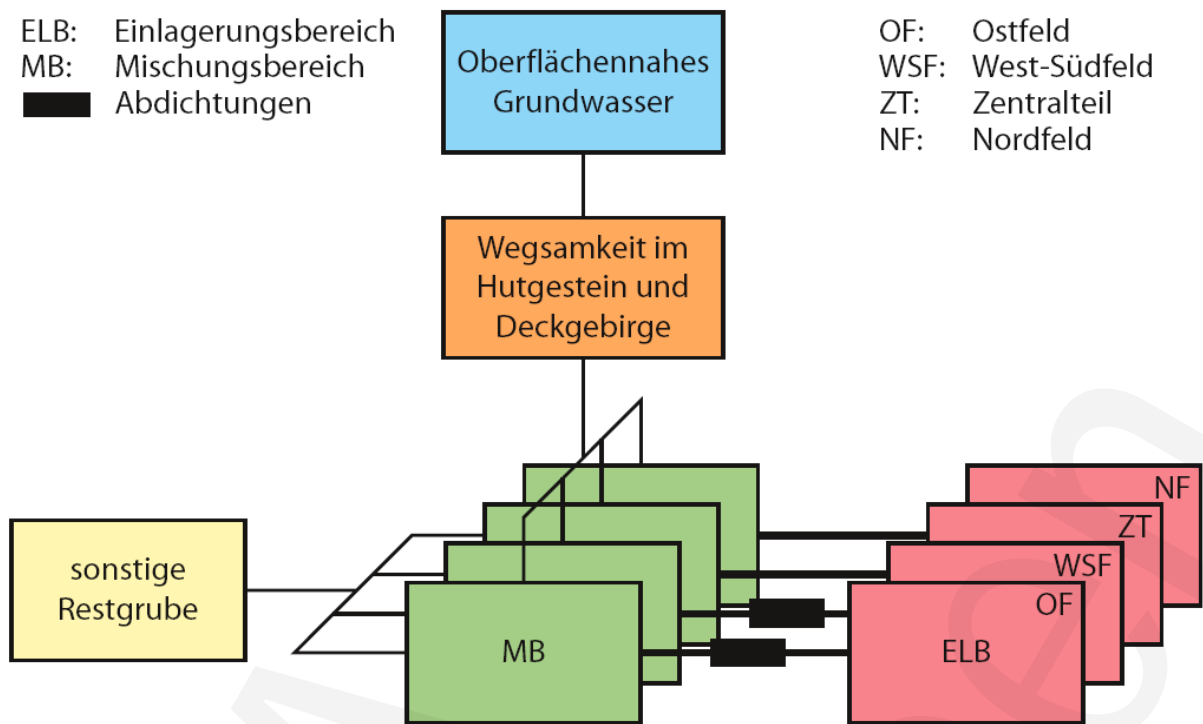 ELB: Einlagerungsbereich
MB: Mischungsbereich
Abdichtungen
Oberflächennahes
Grundwasser
OF: Ostfeld
WSF: West-Südfeld
ZT: Zentralteil
NF: Nordfeld
Wegsamkeit im
Hutgestein und
Deckgebirge
sonstige
Restgrube
MB
NF
ZT
WSF
OF
ELB